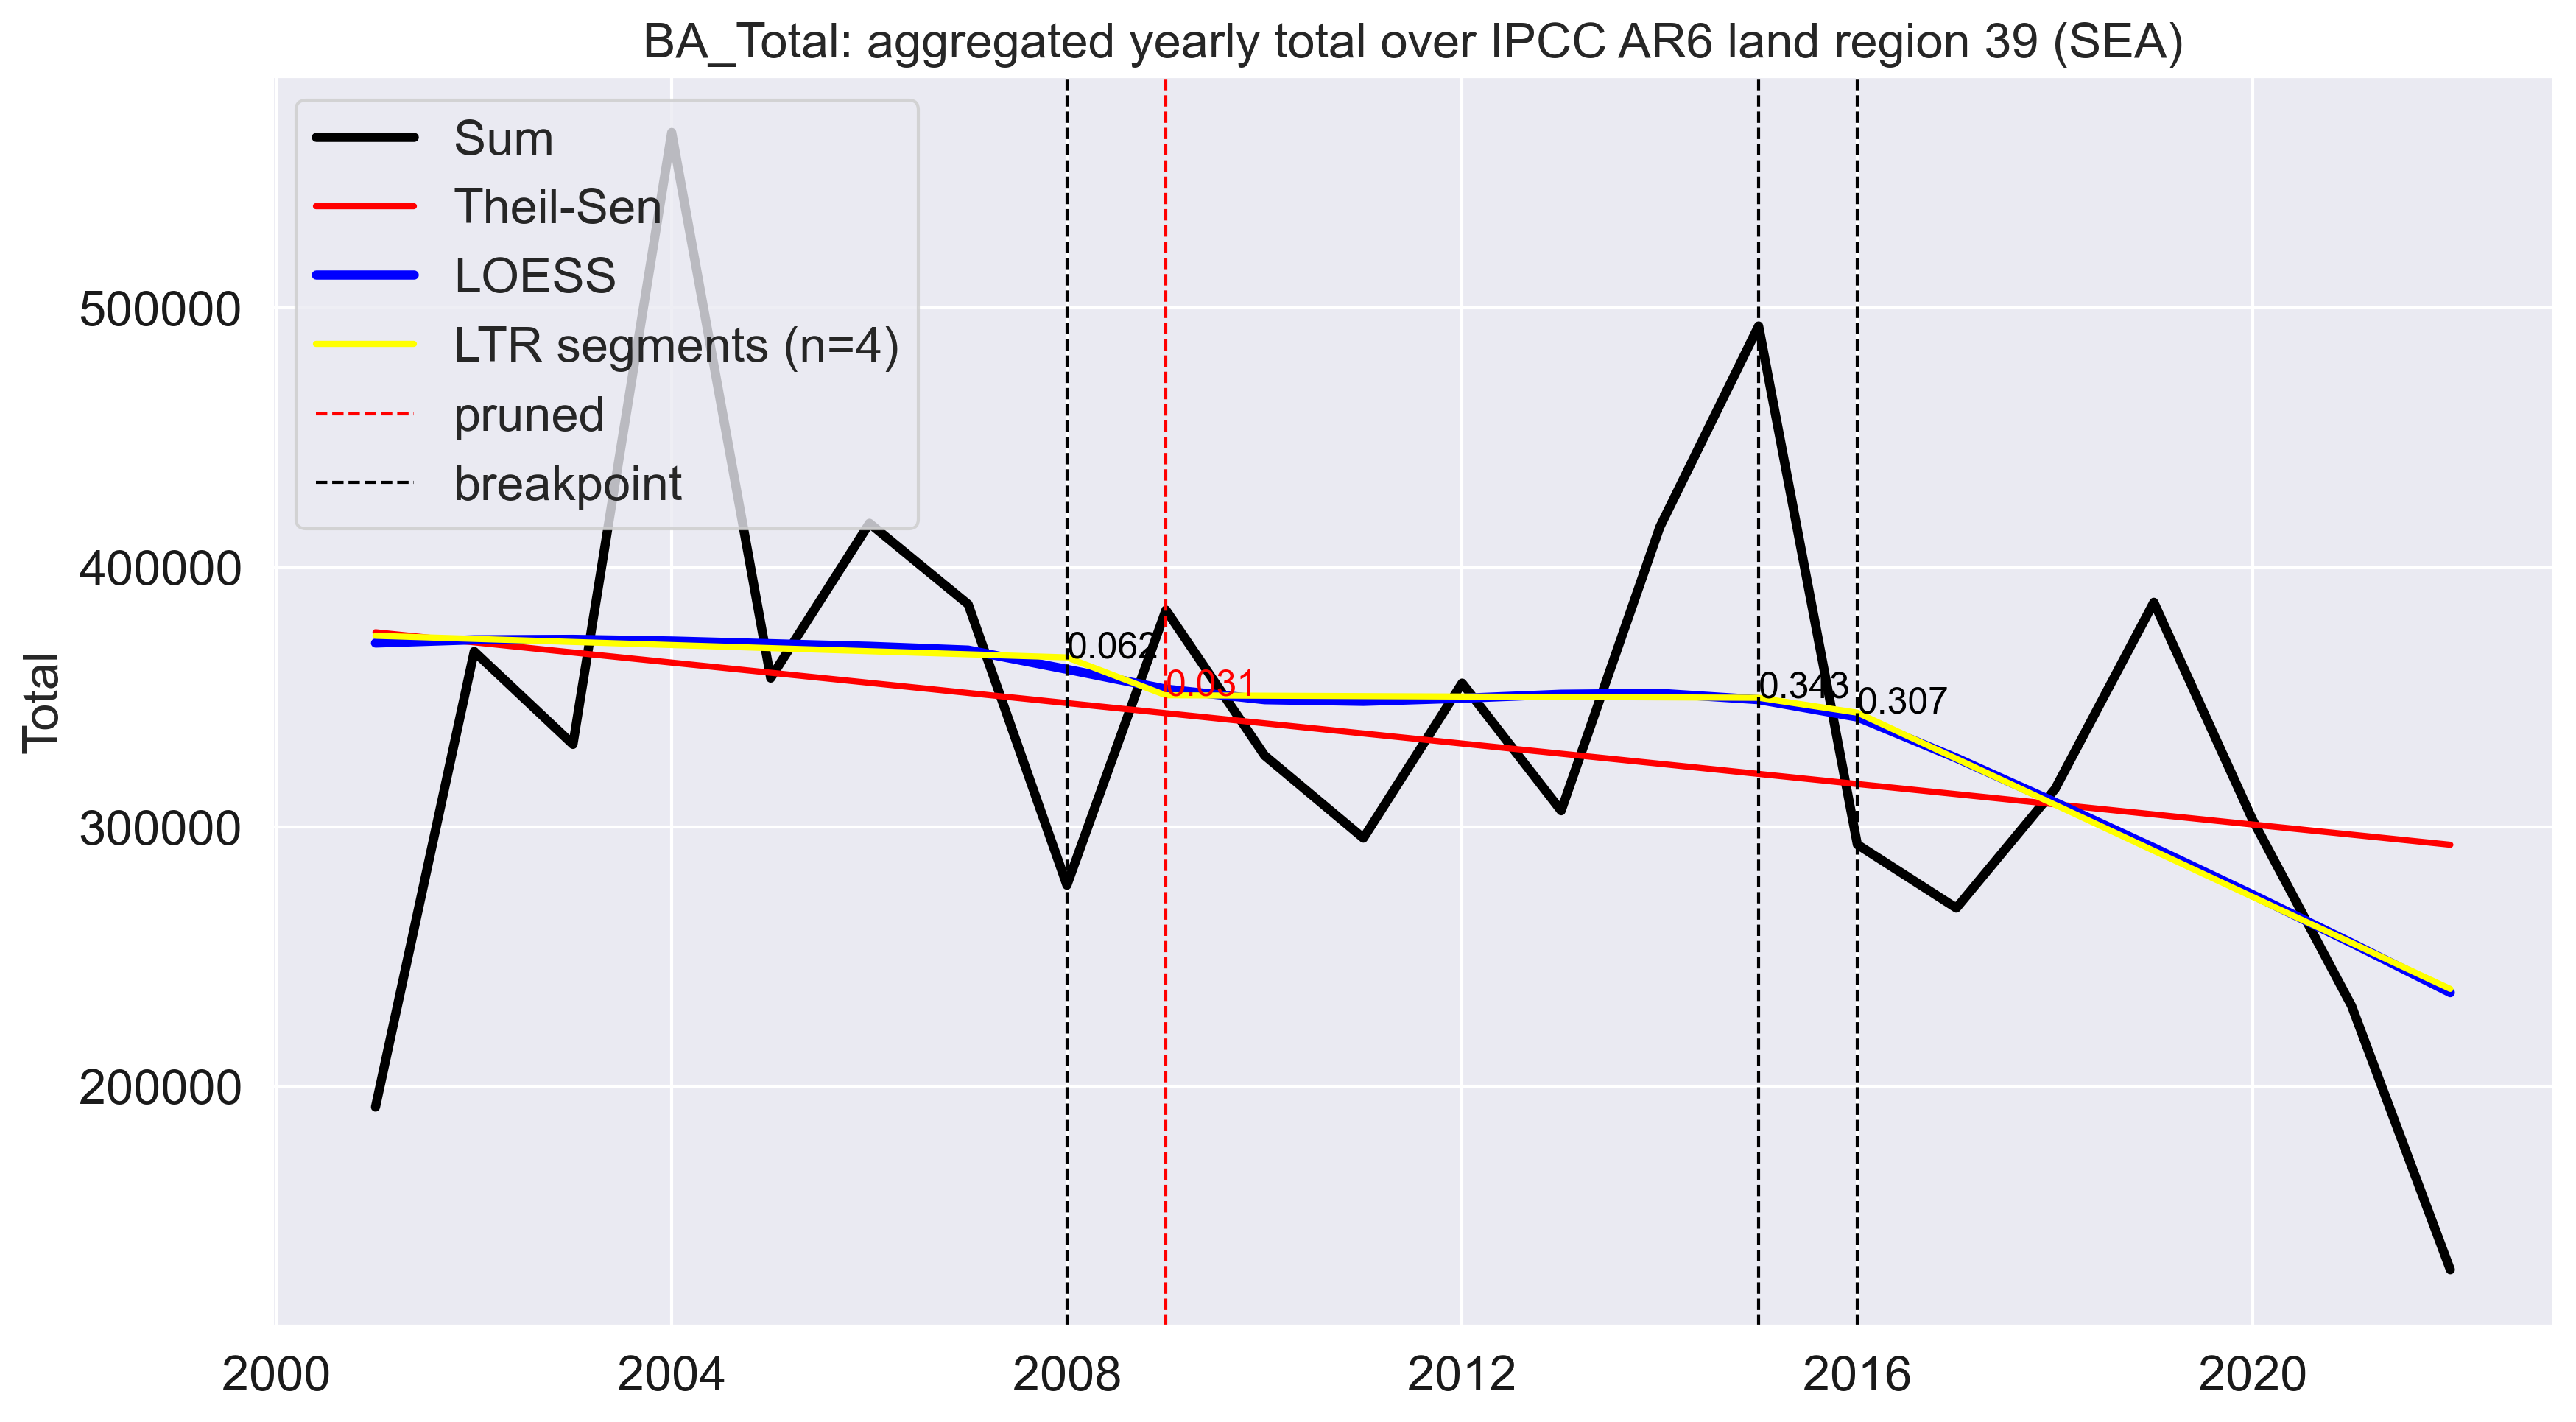 BA_Total: aggregated yearly total over IPCC AR6 land region 39 (SEA)
Sum
Theil-Sen
LOESS
LTR segments (n=4)
pruned
breakpoint
500000
400000
300000
200000
Total
0.062
0.031
0.343
0.307
2000
2004
2008
2012
2016
2020